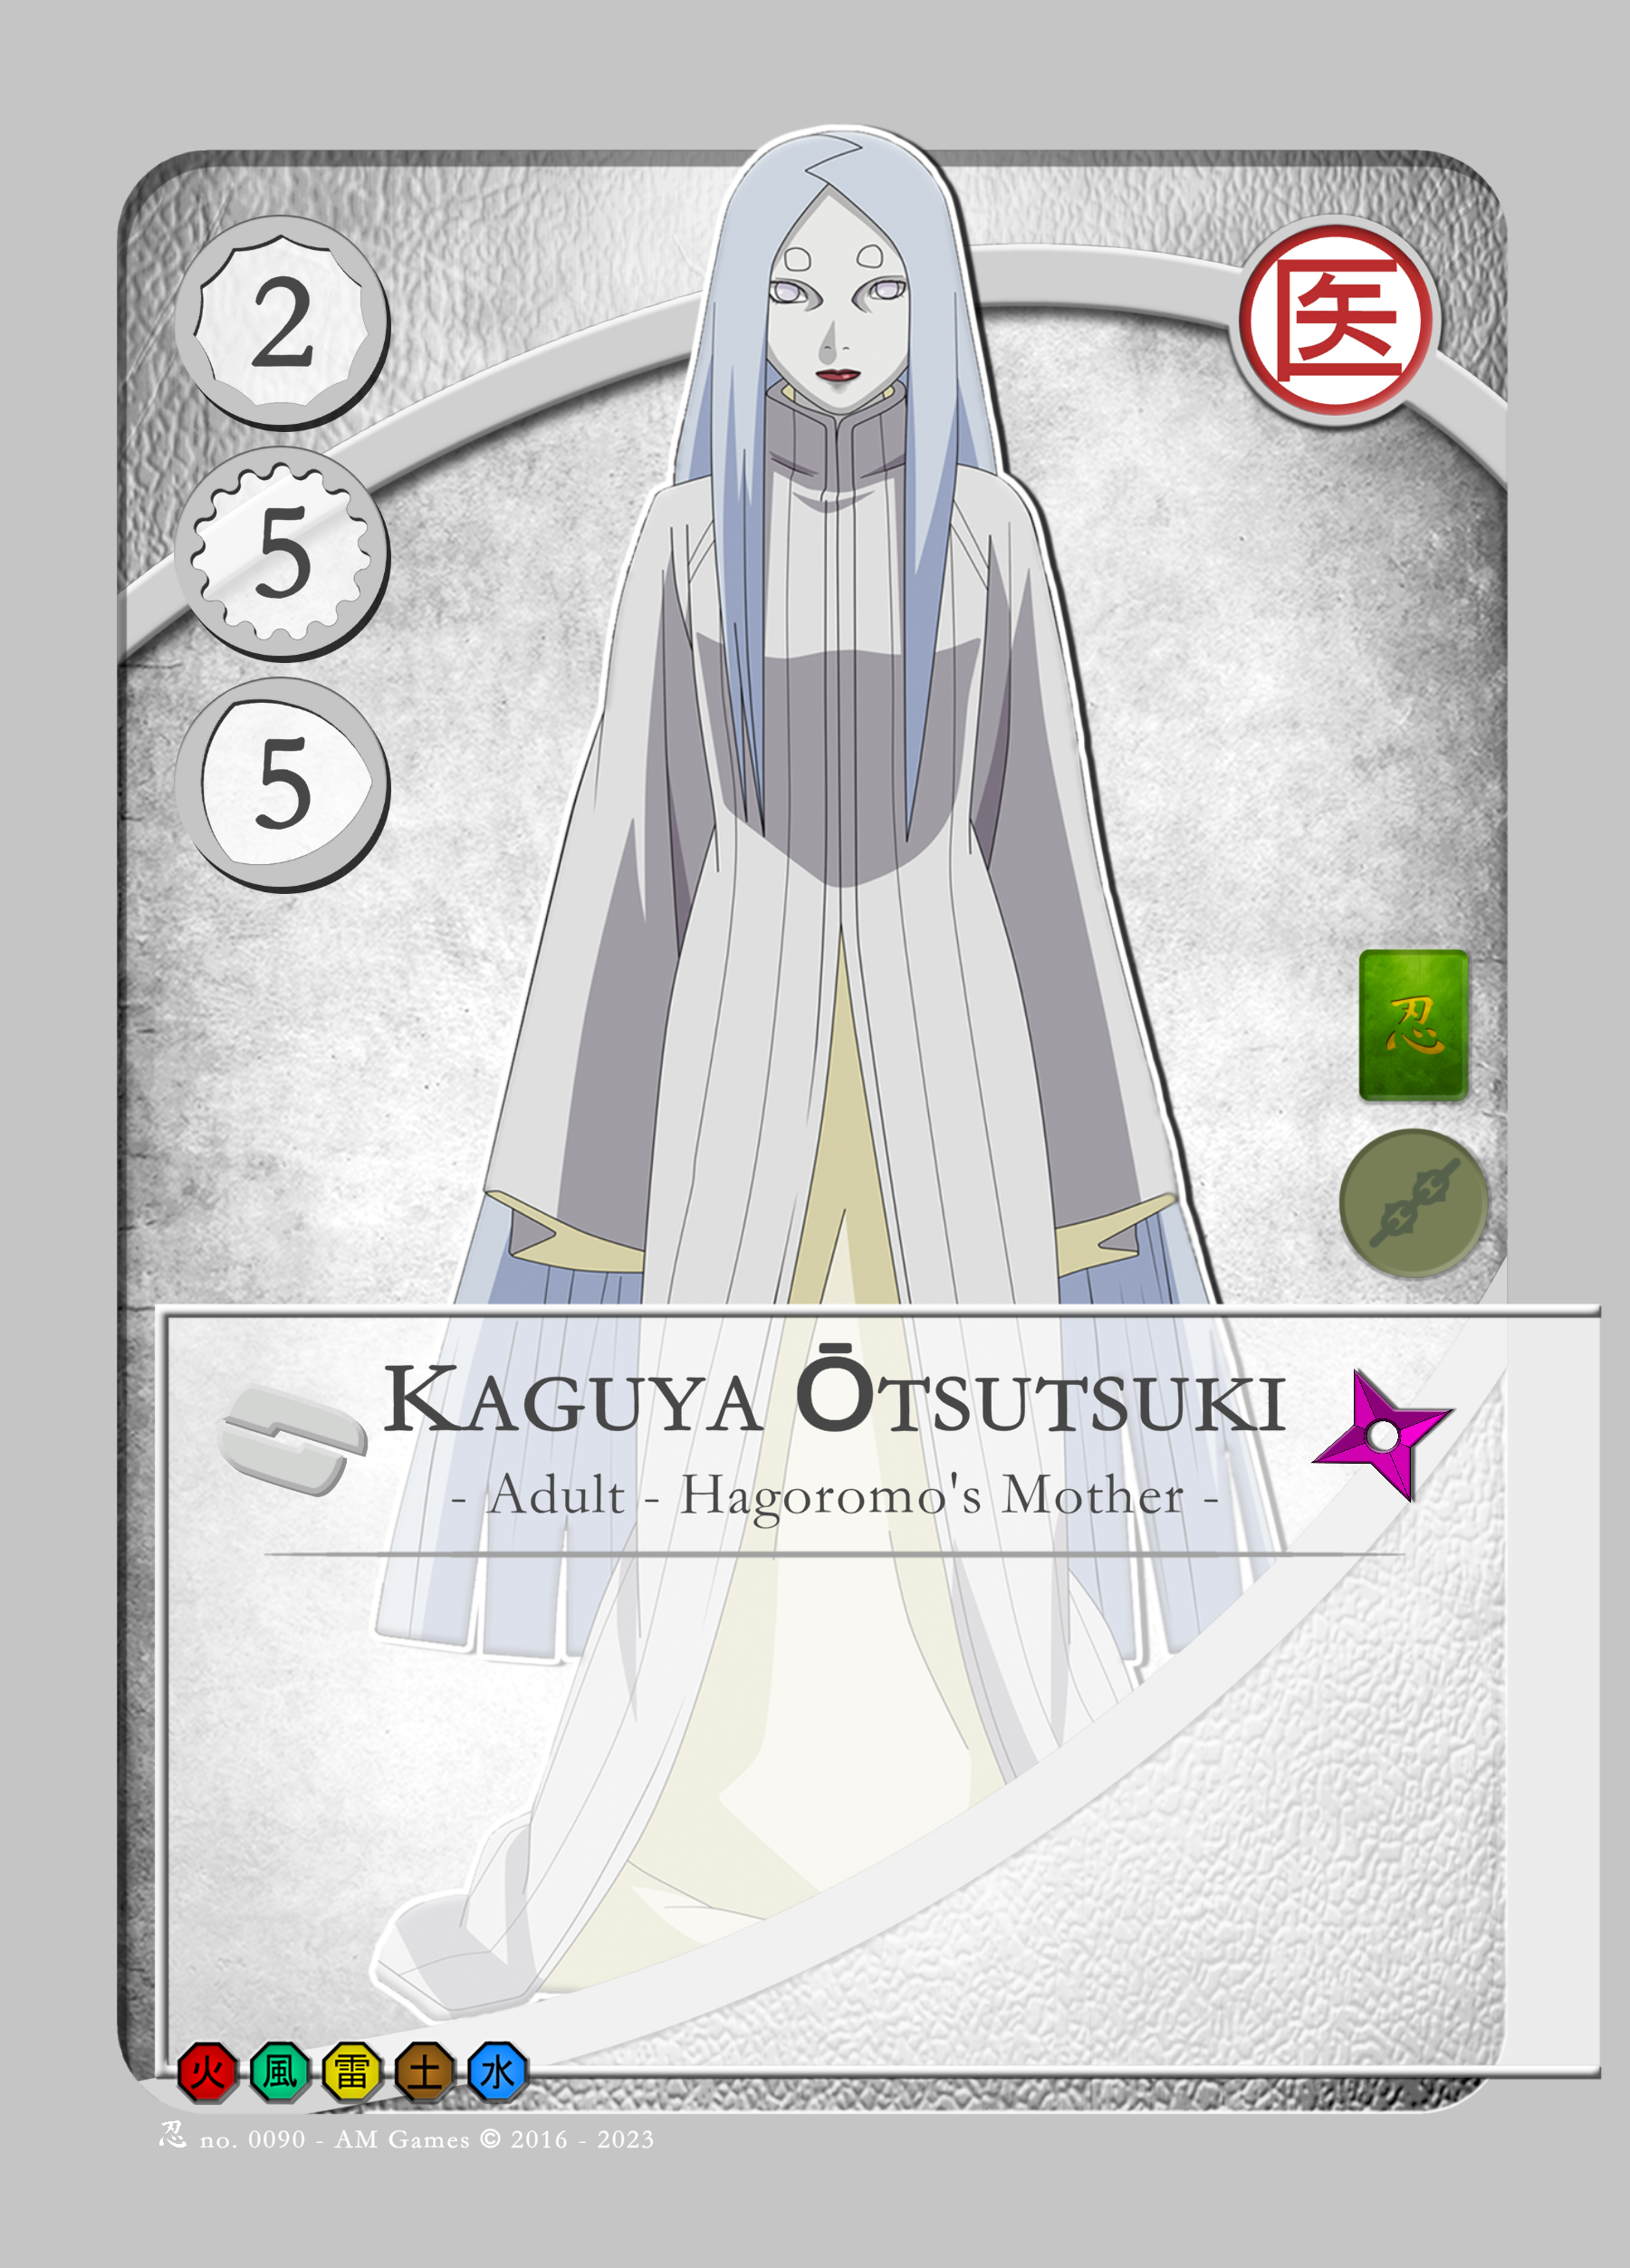 2
医
5
5
忍
Kaguya Ōtsutsuki
- Adult - Hagoromo's Mother -
火 風 雷 土 水
忍 no. 0090 - AM Games © 2016 - 2023